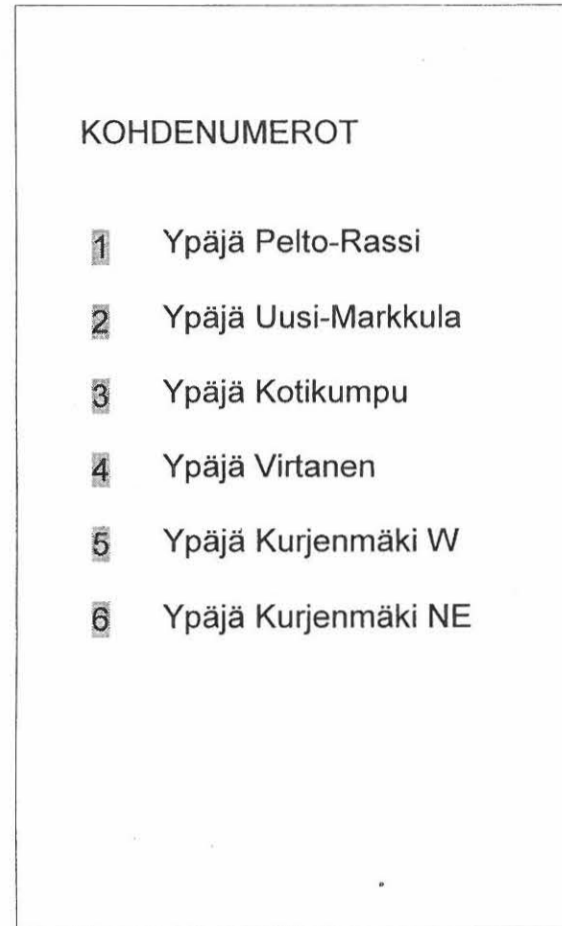 KOHDENUMEROT
1 Ypäjä Pelto-Rassi
2 Ypäjä Uusi-Markkula
3 Ypäjä Kotikumpu
4 Ypäjä Virtanen
5 Ypäjä Kurjenmäki W
6 Ypäjä Kurjenmäki NE